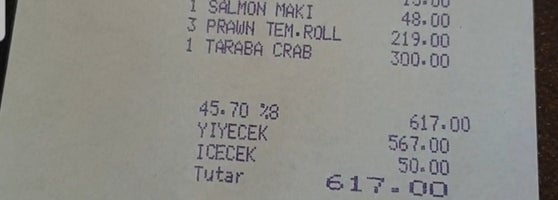 1 SALMON MAKI 48.00
3 PRAWN TEM.ROLL 219.00
1 TARABA CRAB 300.00
45.70 %8 617.00
YIYECEK 567.00
ICECEK 50.00
Tutar 617.00